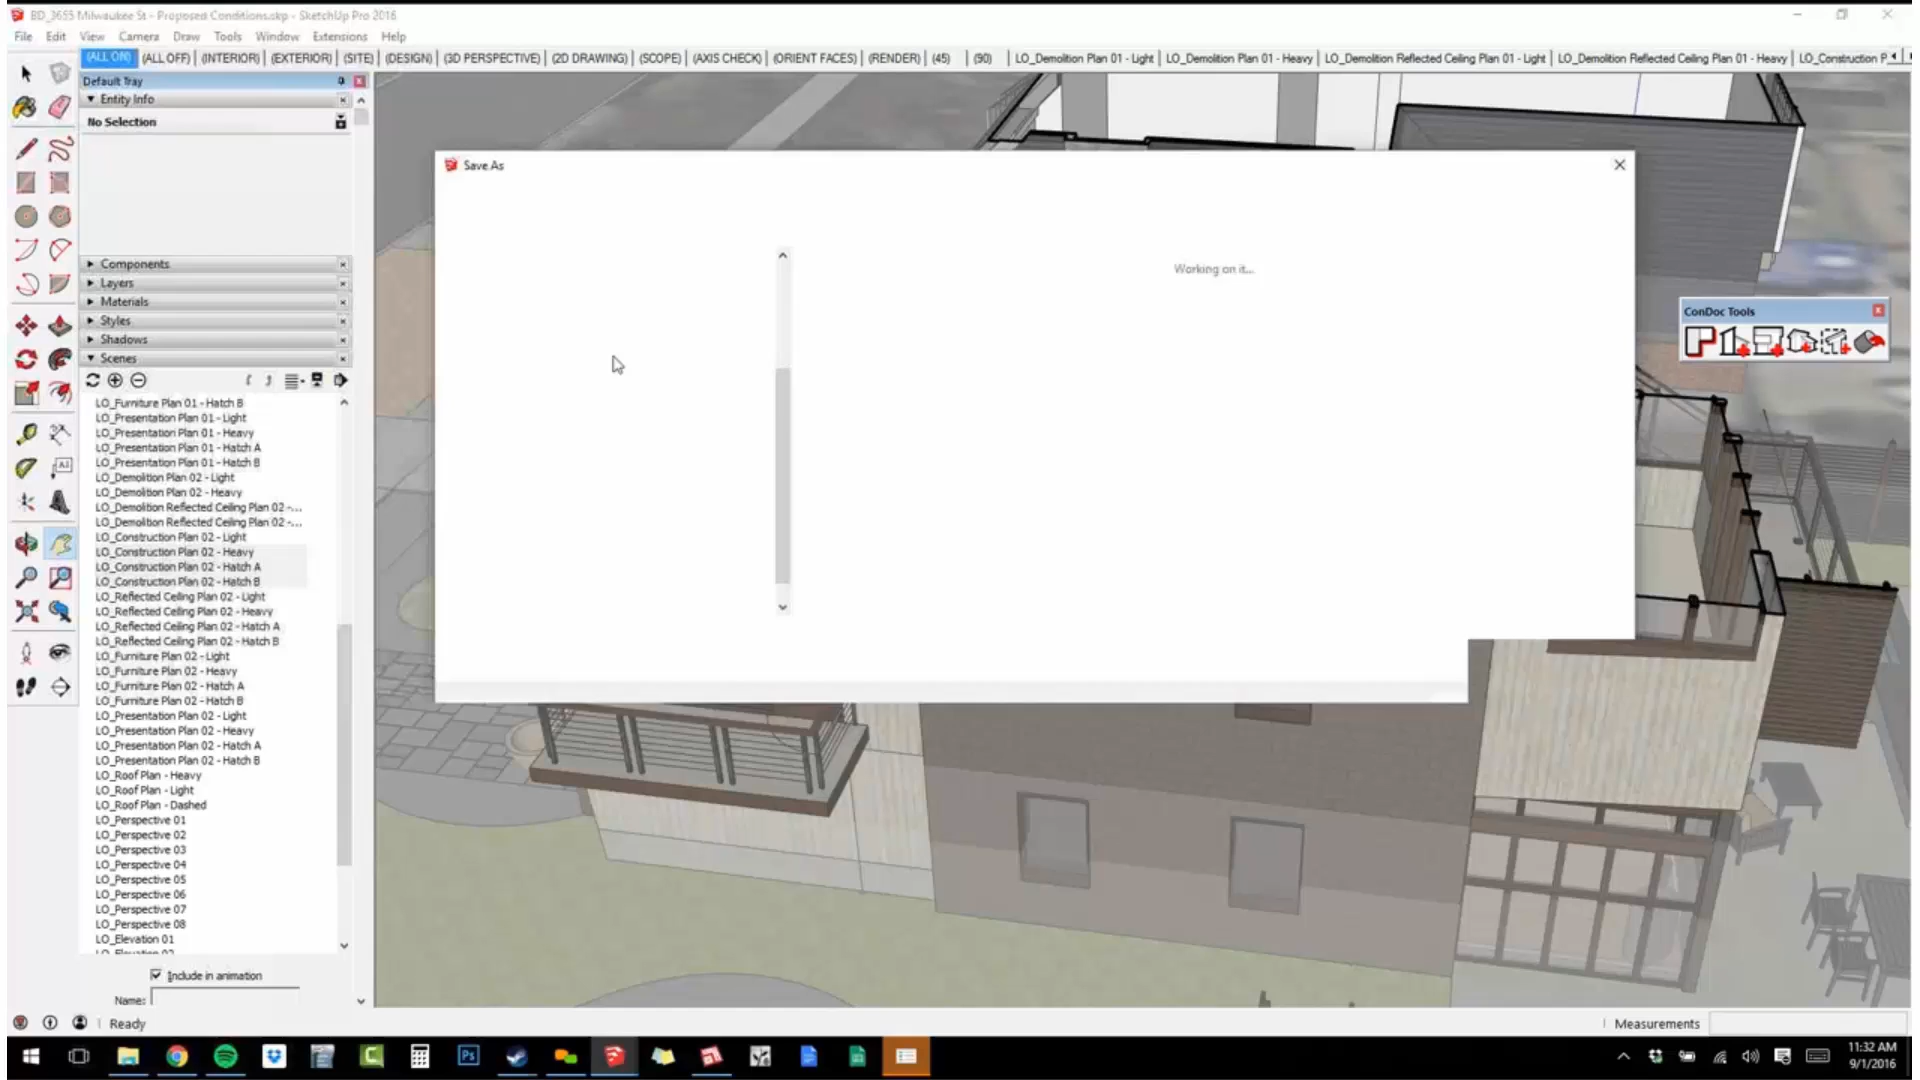 BD_3655 Milwaukee St - Proposed Conditions.skp - SketchUp Pro 2016
File Edit View Camera Draw Tools Window Extensions Help
(ALL ON) (ALL OFF) (INTERIOR) (EXTERIOR) (SITE) (DESIGN) (3D PERSPECTIVE) (2D DRAWING) (SCOPE) (AXIS CHECK) (ORIENT FACES) (RENDER) (45) (90) LO_Demolition Plan 01 - Light LO_Demolition Plan 01 - Heavy LO_Demolition Reflected Ceiling Plan 01 - Light LO_Demolition Reflected Ceiling Plan 01 - Heavy LO_Construction P
Default Tray
Entity Info
No Selection
Save As
Working on it...
Components
Layers
Materials
Styles
Shadows
Scenes
ConDoc Tools
LO_Furniture Plan 01 - Hatch B
LO_Presentation Plan 01 - Light
LO_Presentation Plan 01 - Heavy
LO_Presentation Plan 01 - Hatch A
LO_Presentation Plan 01 - Hatch B
LO_Demolition Plan 02 - Light
LO_Demolition Plan 02 - Heavy
LO_Demolition Reflected Ceiling Plan 02 -...
LO_Demolition Reflected Ceiling Plan 02 -...
LO_Construction Plan 02 - Light
LO_Construction Plan 02 - Heavy
LO_Construction Plan 02 - Hatch A
LO_Construction Plan 02 - Hatch B
LO_Reflected Ceiling Plan 02 - Light
LO_Reflected Ceiling Plan 02 - Heavy
LO_Reflected Ceiling Plan 02 - Hatch A
LO_Reflected Ceiling Plan 02 - Hatch B
LO_Furniture Plan 02 - Light
LO_Furniture Plan 02 - Heavy
LO_Furniture Plan 02 - Hatch A
LO_Furniture Plan 02 - Hatch B
LO_Presentation Plan 02 - Light
LO_Presentation Plan 02 - Heavy
LO_Presentation Plan 02 - Hatch A
LO_Presentation Plan 02 - Hatch B
LO_Roof Plan - Heavy
LO_Roof Plan - Light
LO_Roof Plan - Dashed
LO_Perspective 01
LO_Perspective 02
LO_Perspective 03
LO_Perspective 04
LO_Perspective 05
LO_Perspective 06
LO_Perspective 07
LO_Perspective 08
LO_Elevation 01
LO_Elevation 02
Include in animation
Name:
Ready
Measurements
Ps
11:32 AM
9/1/2016